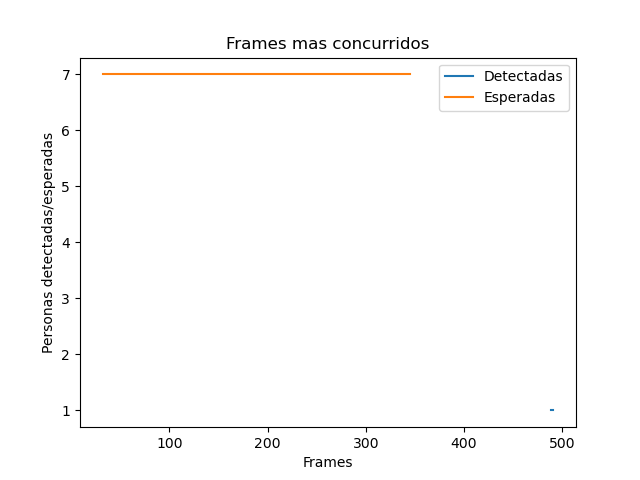 Frames mas concurridos
Detectadas
Esperadas
Personas detectadas/esperadas
7
6
5
4
3
2
1
100 200 300 400 500
Frames